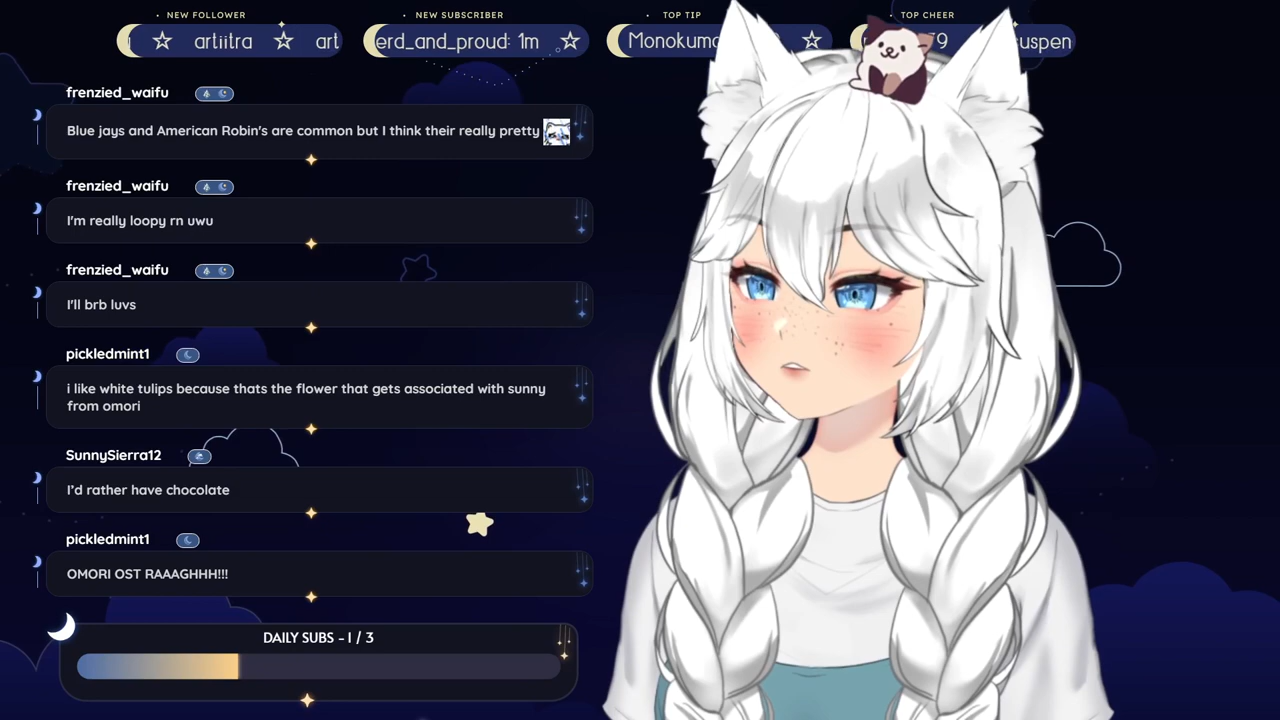 NEW FOLLOWER
NEW SUBSCRIBER
TOP TIP
TOP CHEER
artiitra ☆ art
erd_and_proud: 1m
Monokuma
79
frenzied_waifu
Blue jays and American Robin's are common but I think their really pretty
frenzied_waifu
I'm really loopy rn uwu
frenzied_waifu
I'll brb luvs
pickledmint1
i like white tulips because thats the flower that gets associated with sunny
from omori
SunnySierra12
I'd rather have chocolate
pickledmint1
OMORI OST RAAAGHHH!!!
DAILY SUBS - 1 / 3